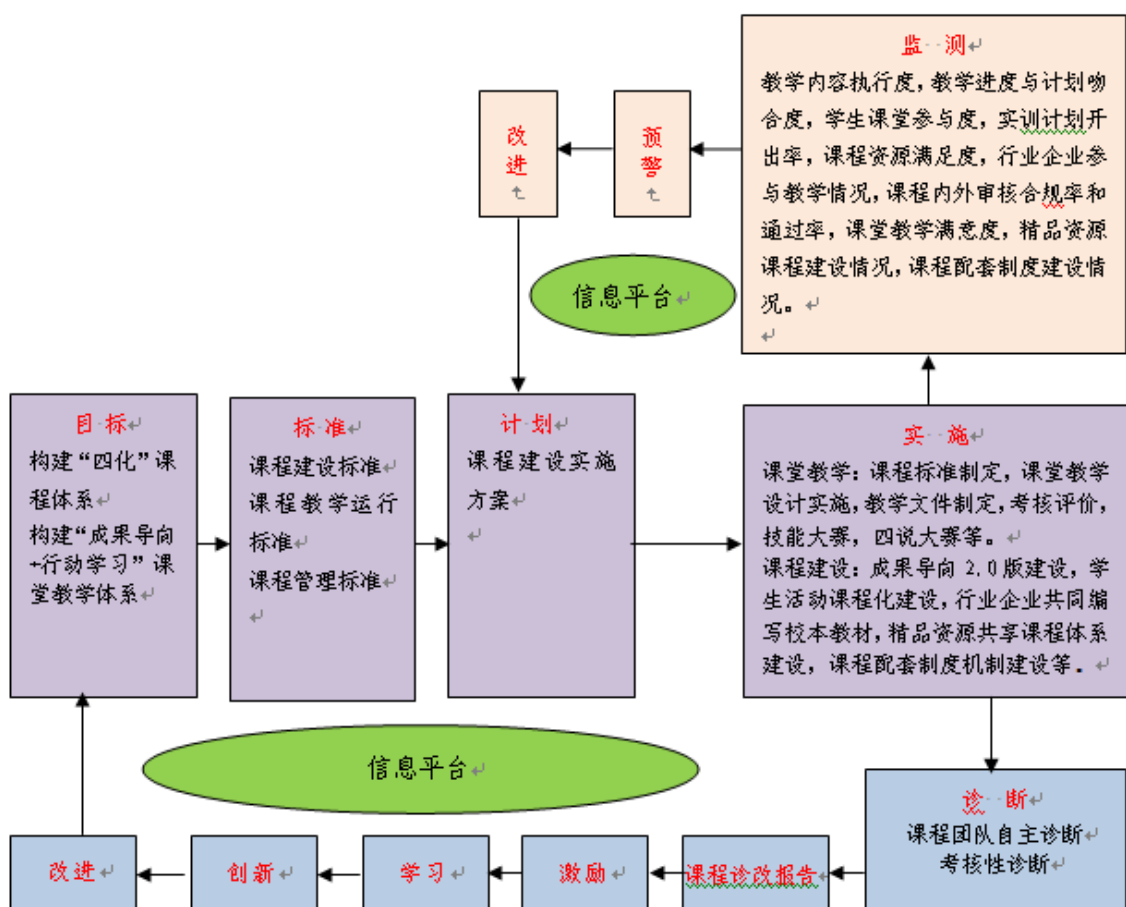 监 测
教学内容执行度，教学进度与计划吻
合度，学生课堂参与度，实训计划开
出率，课程资源满足度，行业企业参
与教学情况，课程内外审核合规率和
通过率，课堂教学满意度，精品资源
课程建设情况，课程配套制度建设情
况。
预
警
改
进
信息平台
目标
构建“四化”课
程体系
构建“成果导向
+行动学习”课
堂教学体系
标准
课程建设标准
课程教学运行
标准
课程管理标准
计划
课程建设实施
方案
实 施
课堂教学：课程标准制定，课堂教学
设计实施，教学文件制定，考核评价，
技能大赛，四说大赛等。
课程建设：成果导向 2.0版建设，学
生活动课程化建设，行业企业共同编
写校本教材，精品资源共享课程体系
建设，课程配套制度机制建设等.
信息平台
诊 断
课程团队自主诊断
考核性诊断
课程诊改报告
激励
学习
创新
改进